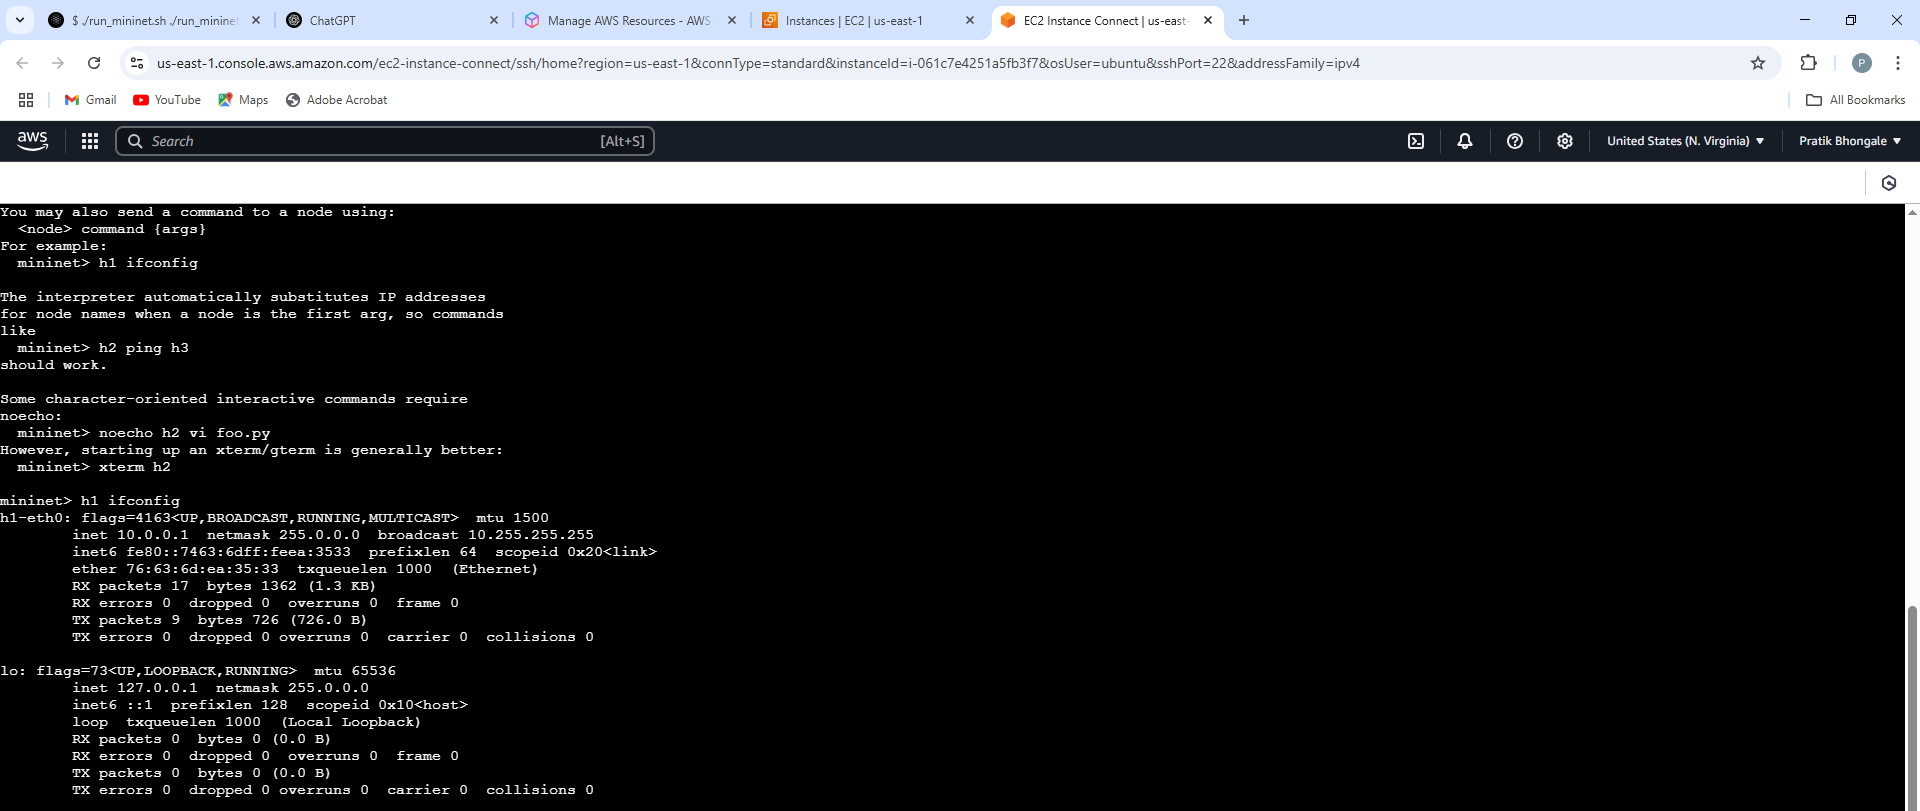 $ ./run_mininet.sh ./run_mininet
ChatGPT
Manage AWS Resources - AWS
Instances | EC2 | us-east-1
EC2 Instance Connect | us-east-
us-east-1.console.aws.amazon.com/ec2-instance-connect/ssh/home?region=us-east-1&connType=standard&instanceId=i-061c7e4251a5fb3f7&osUser=ubuntu&sshPort=22&addressFamily=ipv4
P
Gmail
YouTube
Maps
Adobe Acrobat
All Bookmarks
aws
Search
[Alt+S]
United States (N. Virginia)
Pratik Bhongale
You may also send a command to a node using:
  <node> command {args}
For example:
  mininet> h1 ifconfig

The interpreter automatically substitutes IP addresses
for node names when a node is the first arg, so commands
like
  mininet> h2 ping h3
should work.

Some character-oriented interactive commands require
noecho:
  mininet> noecho h2 vi foo.py
However, starting up an xterm/gterm is generally better:
  mininet> xterm h2

mininet> h1 ifconfig
h1-eth0: flags=4163<UP,BROADCAST,RUNNING,MULTICAST>  mtu 1500
        inet 10.0.0.1  netmask 255.0.0.0  broadcast 10.255.255.255
        inet6 fe80::7463:6dff:feea:3533  prefixlen 64  scopeid 0x20<link>
        ether 76:63:6d:ea:35:33  txqueuelen 1000  (Ethernet)
        RX packets 17  bytes 1362 (1.3 KB)
        RX errors 0  dropped 0  overruns 0  frame 0
        TX packets 9  bytes 726 (726.0 B)
        TX errors 0  dropped 0 overruns 0  carrier 0  collisions 0

lo: flags=73<UP,LOOPBACK,RUNNING>  mtu 65536
        inet 127.0.0.1  netmask 255.0.0.0
        inet6 ::1  prefixlen 128  scopeid 0x10<host>
        loop  txqueuelen 1000  (Local Loopback)
        RX packets 0  bytes 0 (0.0 B)
        RX errors 0  dropped 0  overruns 0  frame 0
        TX packets 0  bytes 0 (0.0 B)
        TX errors 0  dropped 0 overruns 0  carrier 0  collisions 0